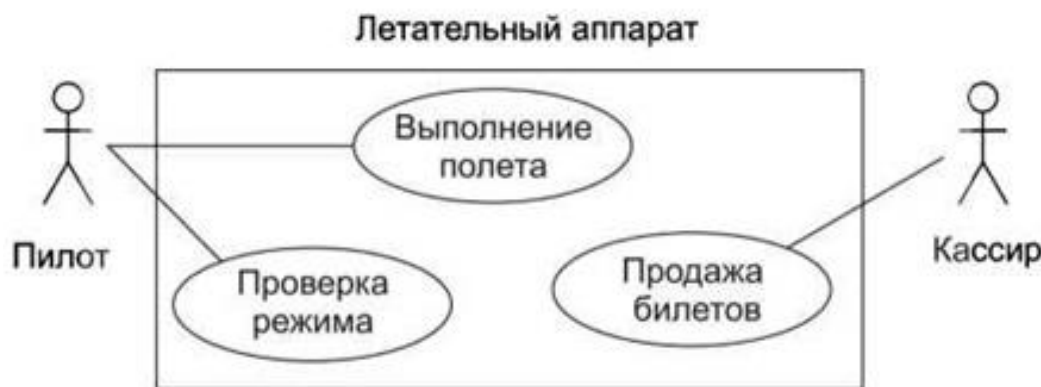 Летательный аппарат
Выполнение
полета
Пилот
Кассир
Проверка
режима
Продажа
билетов